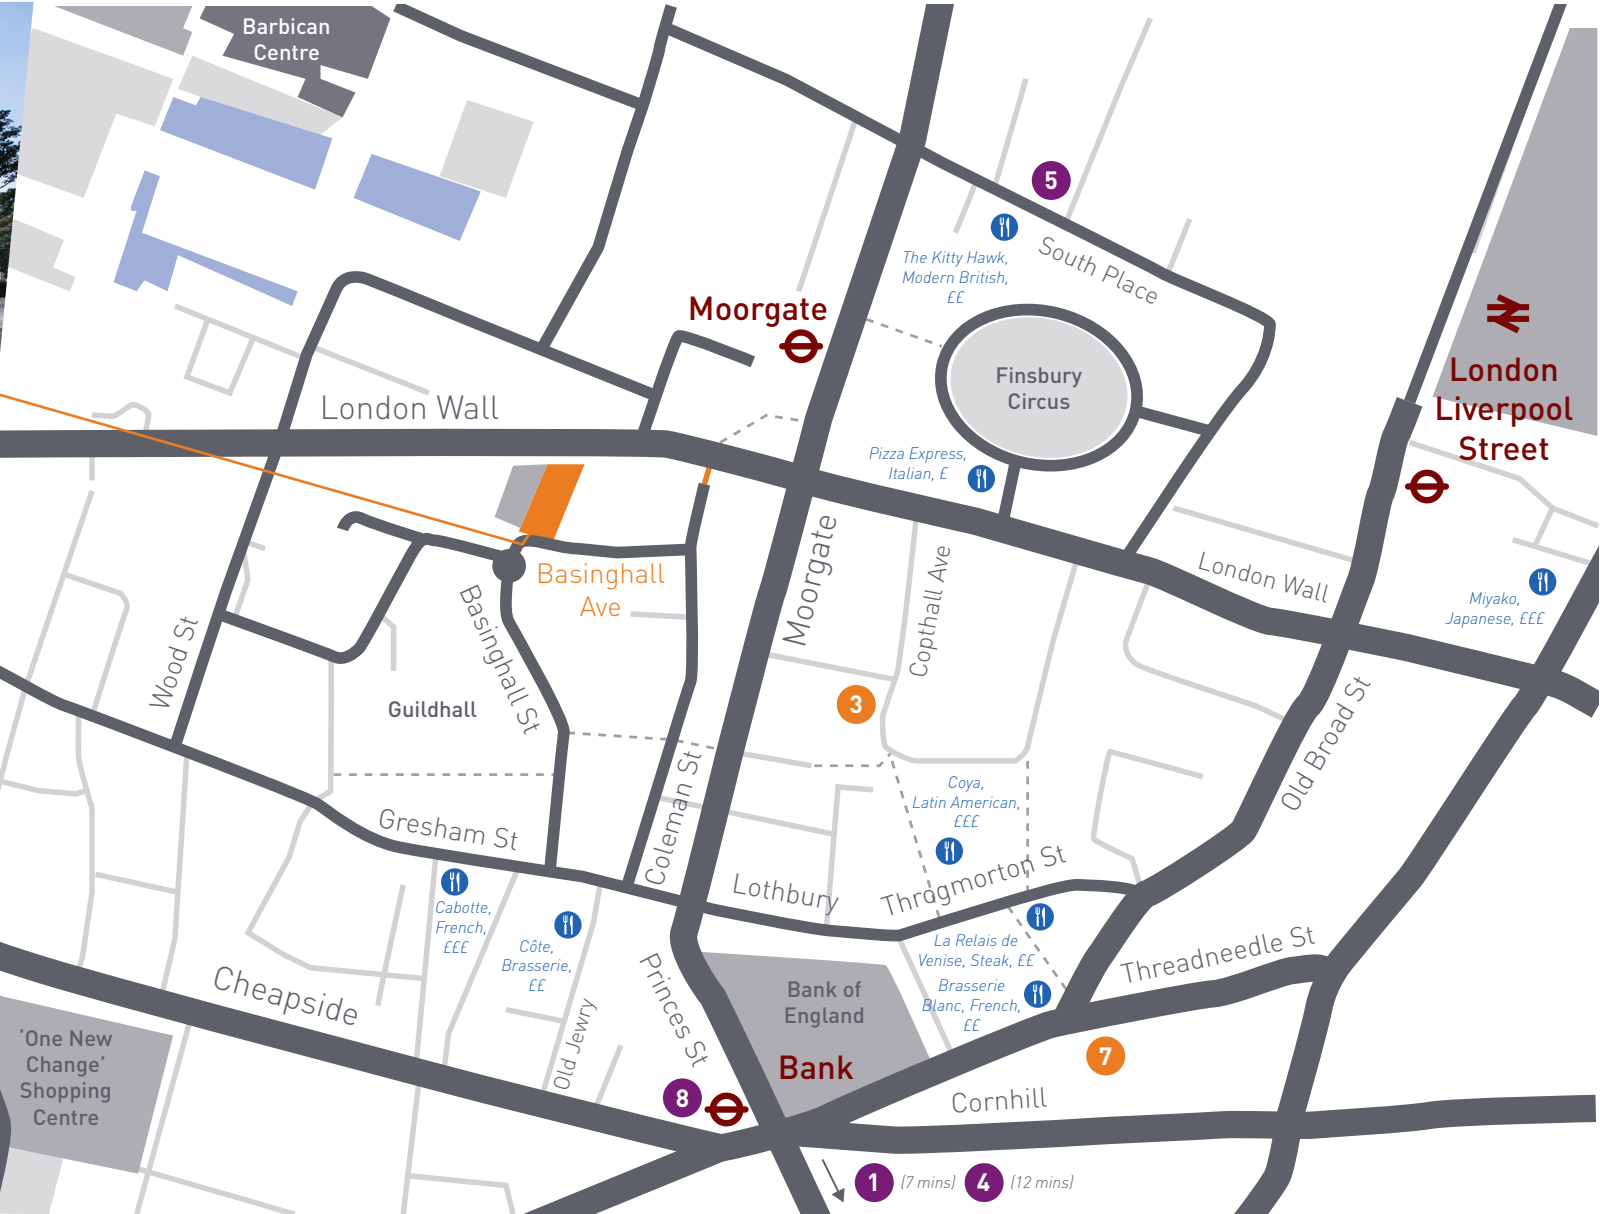 Barbican
Centre
5
South Place
The Kitty Hawk,
Modern British,
££
Moorgate
Finsbury
Circus
London
Liverpool
Street
London Wall
Pizza Express,
Italian, £
Moorgate
Copthall Ave
London Wall
Miyako,
Japanese, £££
Basinghall
Ave
Basinghall St
Wood St
Guildhall
3
Old Broad St
Coleman St
Gresham St
Coya,
Latin American,
£££
Lothbury
Throgmorton St
Cabotte,
French,
£££
Côte,
Brasserie,
££
La Relais de
Venise, Steak, ££
Brasserie
Blanc, French,
££
Threadneedle St
Cheapside
Princes St
Bank of
England
Old Jewry
'One New
Change'
Shopping
Centre
Bank
7
8
Cornhill
1 (7 mins) 4 (12 mins)